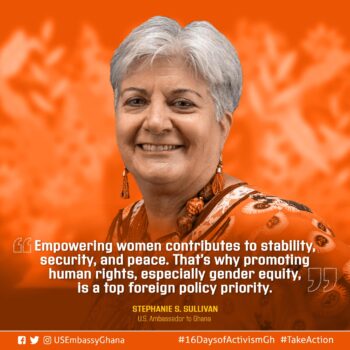 Empowering women contributes to stability,
security, and peace. That's why promoting
human rights, especially gender equity,
is a top foreign policy priority.
STEPHANIE S. SULLIVAN
U.S. Ambassador to Ghana
USEmbassyGhana #16DaysofActivismGh #TakeAction